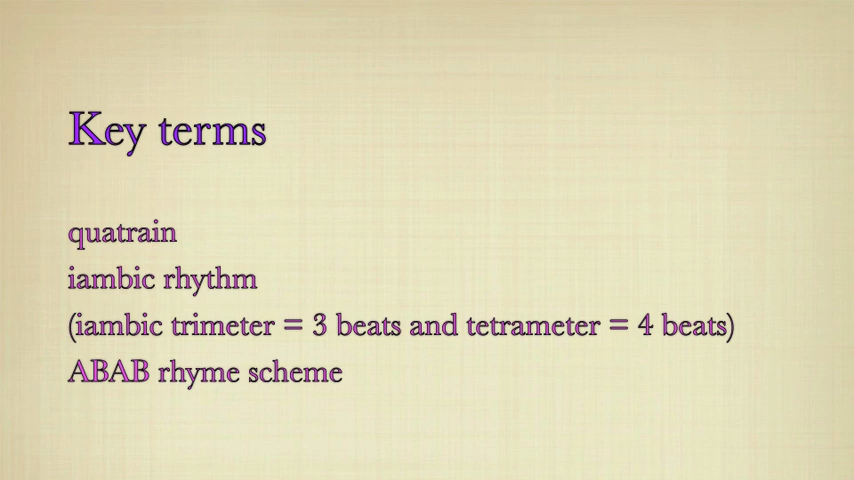 Key terms
quatrain
iambic rhythm
(iambic trimeter = 3 beats and tetrameter = 4 beats)
ABAB rhyme scheme